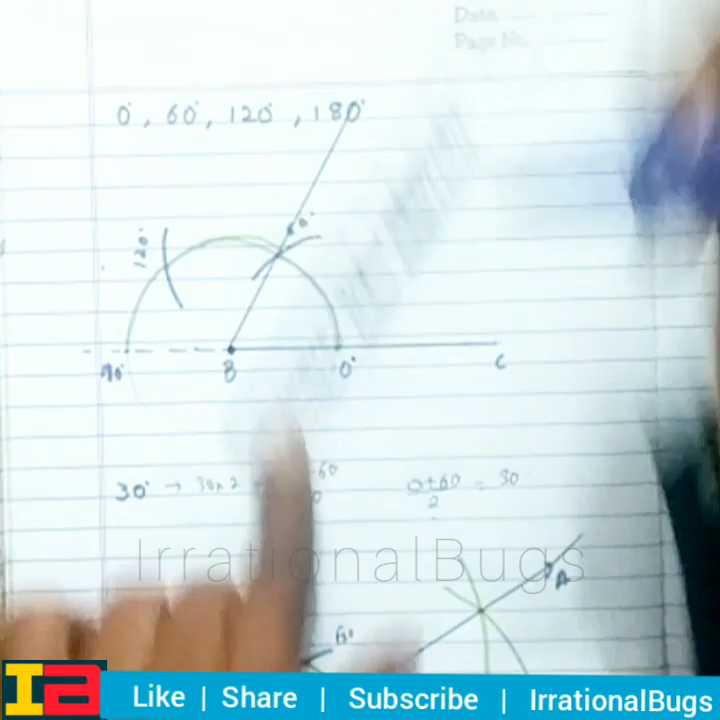 Date
Page No.
0°, 60°, 120°, 180°
120°
60°
B
0°
C
30° → 30×2
60
0+60
2
= 30
IrrationalBugs
A
Like | Share | Subscribe | IrrationalBugs